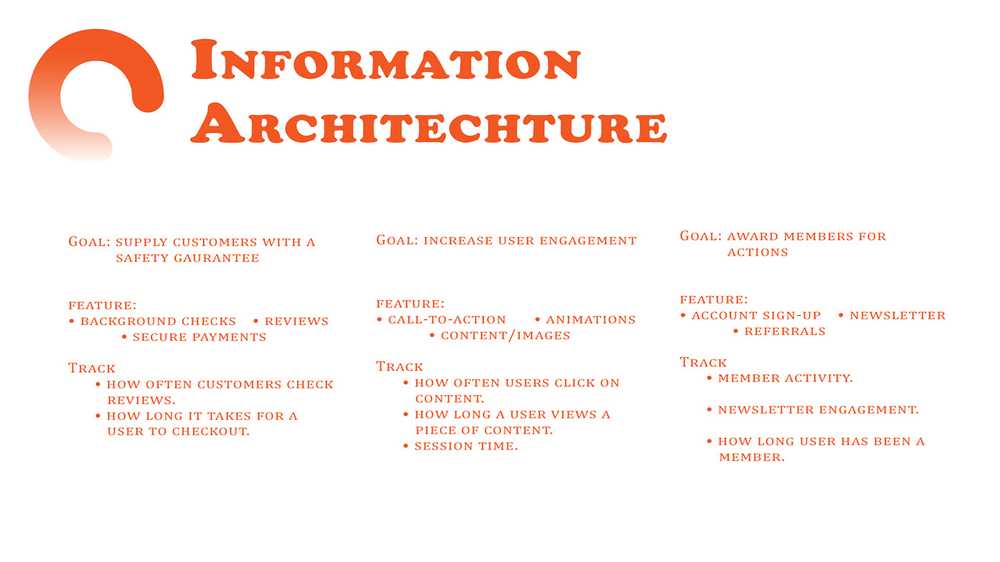 Information
Architechture
Goal: supply customers with a
safety gaurantee
feature:
• background checks • reviews
• secure payments
Track
• how often customers check
reviews.
• how long it takes for a
user to checkout.
Goal: increase user engagement
feature:
• call-to-action • animations
• content/images
Track
• how often users click on
content.
• how long a user views a
piece of content.
• session time.
Goal: award members for
actions
feature:
• account sign-up • newsletter
• referrals
Track
• member activity.
• newsletter engagement.
• how long user has been a
member.